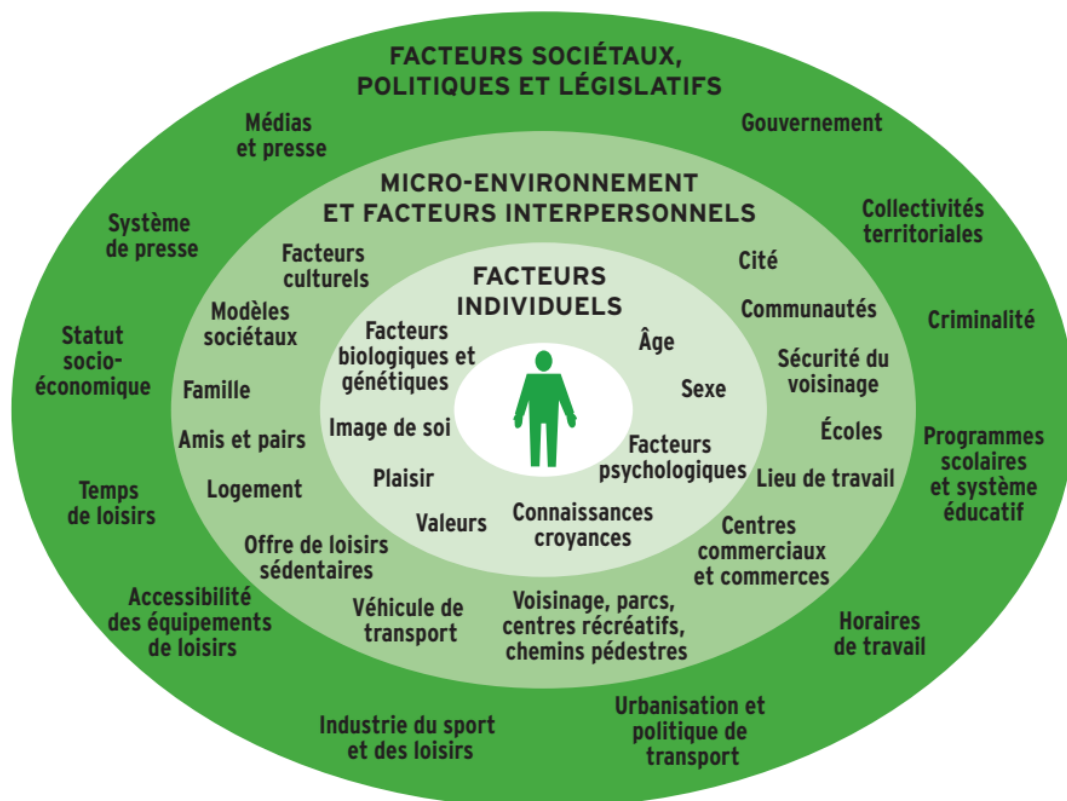 FACTEURS SOCIÉTAUX,
POLITIQUES ET LÉGISLATIFS
Médias
et presse
Gouvernement
Système
de presse
Collectivités
territoriales
Statut
socio-
économique
Criminalité
Temps
de loisirs
Programmes
scolaires
et système
éducatif
Accessibilité
des équipements
de loisirs
Horaires
de travail
Industrie du sport
et des loisirs
Urbanisation et
politique de
transport
MICRO-ENVIRONNEMENT
ET FACTEURS INTERPERSONNELS
Facteurs
culturels
Cité
Modèles
sociétaux
Communautés
Famille
Sécurité du
voisinage
Amis et pairs
Écoles
Logement
Lieu de travail
Offre de loisirs
sédentaires
Centres
commerciaux
et commerces
Véhicule de
transport
Voisinage, parcs,
centres récréatifs,
chemins pédestres
FACTEURS
INDIVIDUELS
Facteurs
biologiques et
génétiques
Âge
Sexe
Image de soi
Facteurs
psychologiques
Plaisir
Valeurs
Connaissances
croyances